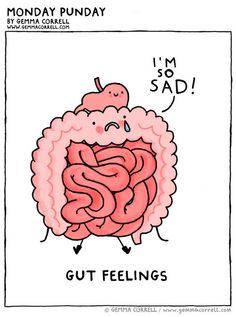 MONDAY PUNDAY
BY GEMMA CORRELL
WWW.GEMMACORRELL.COM
I'M
SO
SAD!
GUT FEELINGS
© GEMMA CORRELL / www.gemmacorrell.com